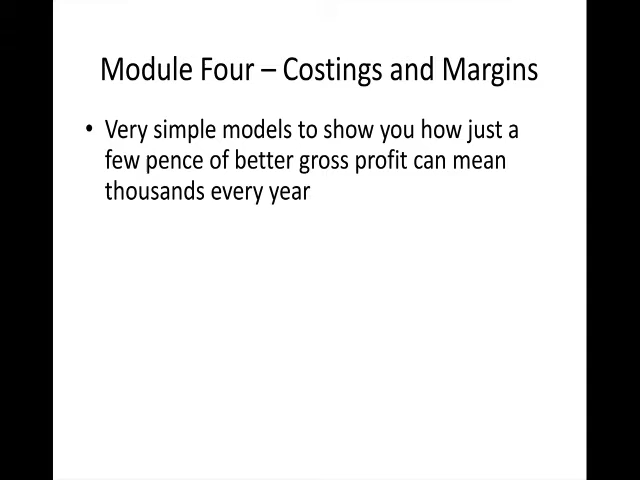 Module Four – Costings and Margins
• Very simple models to show you how just a
few pence of better gross profit can mean
thousands every year